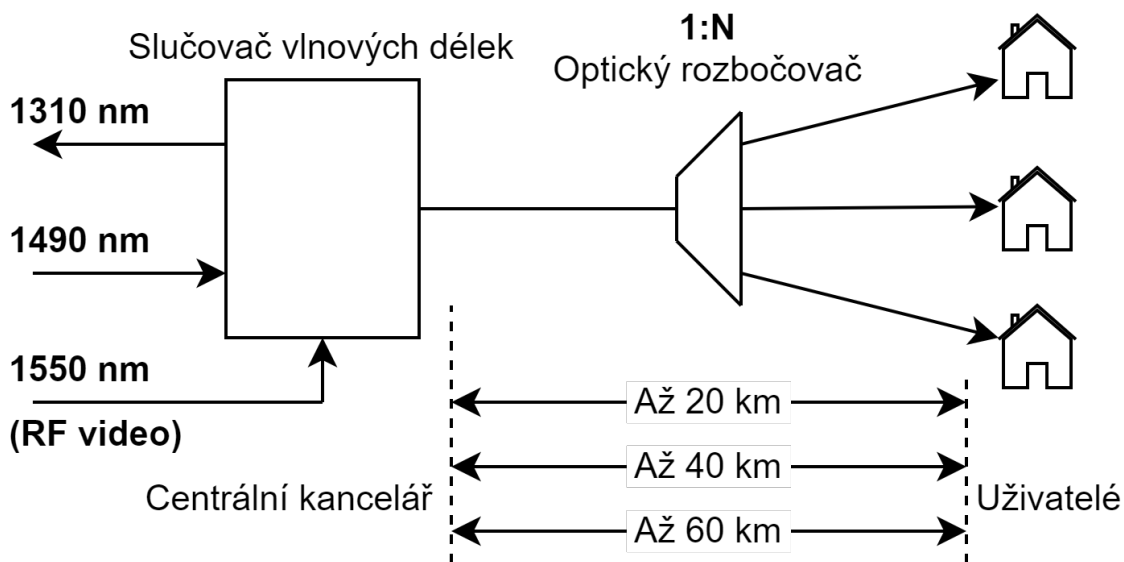 1:N
Slučovač vlnových délek
Optický rozbočovač
1310 nm
1490 nm
1550 nm
(RF video)
Až 20 km
Až 40 km
Centrální kancelář
Uživatelé
Až 60 km